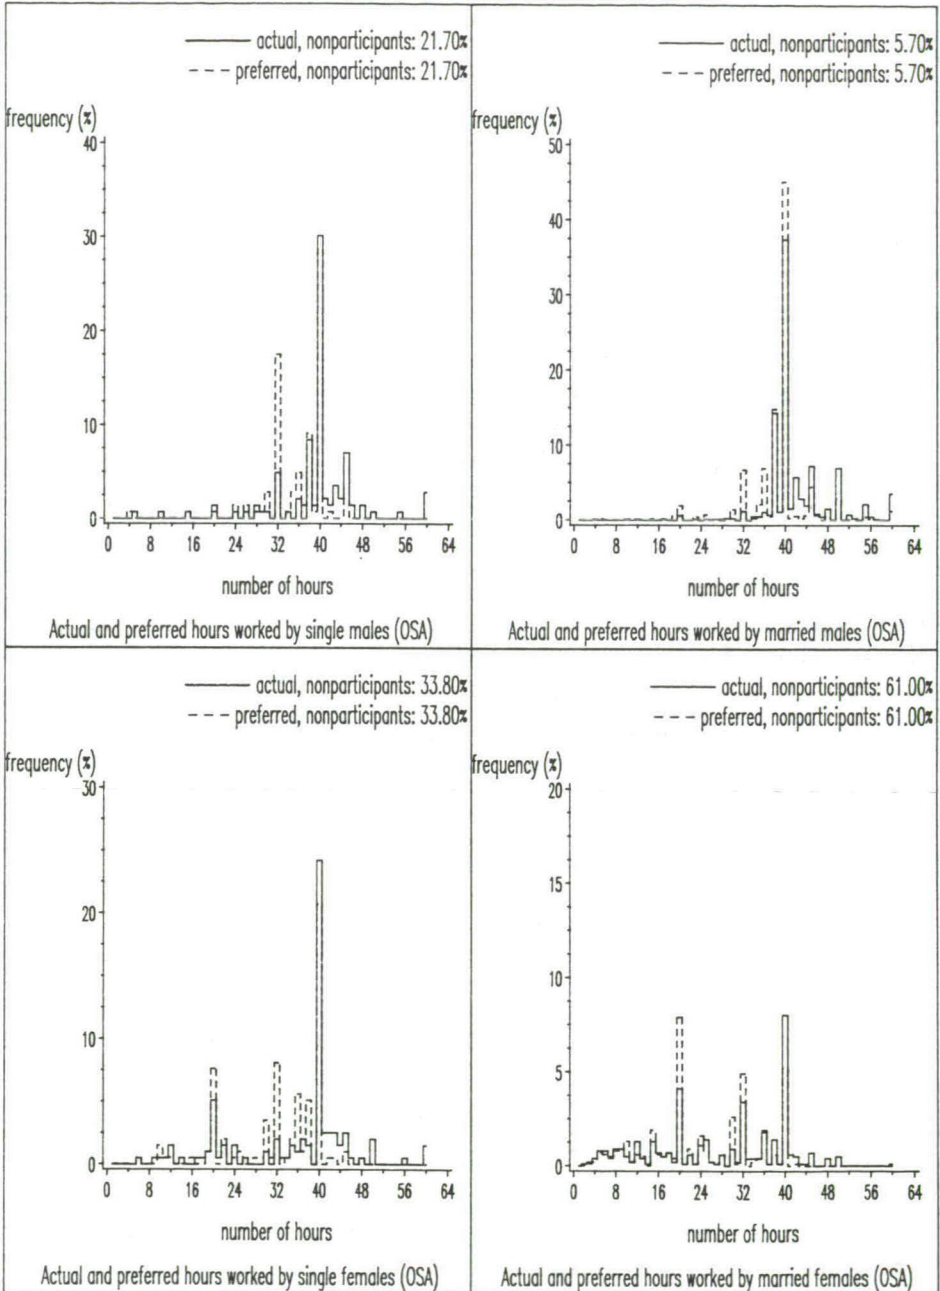 actual, nonparticipants: 21.70%
preferred, nonparticipants: 21.70%
frequency (%)
40
30
20
10
0
0 8 16 24 32 40 48 56 64
number of hours
Actual and preferred hours worked by single males (OSA)
actual, nonparticipants: 5.70%
preferred, nonparticipants: 5.70%
frequency (%)
50
40
30
20
10
0
0 8 16 24 32 40 48 56 64
number of hours
Actual and preferred hours worked by married males (OSA)
actual, nonparticipants: 33.80%
preferred, nonparticipants: 33.80%
frequency (%)
30
20
10
0
0 8 16 24 32 40 48 56 64
number of hours
Actual and preferred hours worked by single females (OSA)
actual, nonparticipants: 61.00%
preferred, nonparticipants: 61.00%
frequency (%)
20
15
10
5
0
0 8 16 24 32 40 48 56 64
number of hours
Actual and preferred hours worked by married females (OSA)